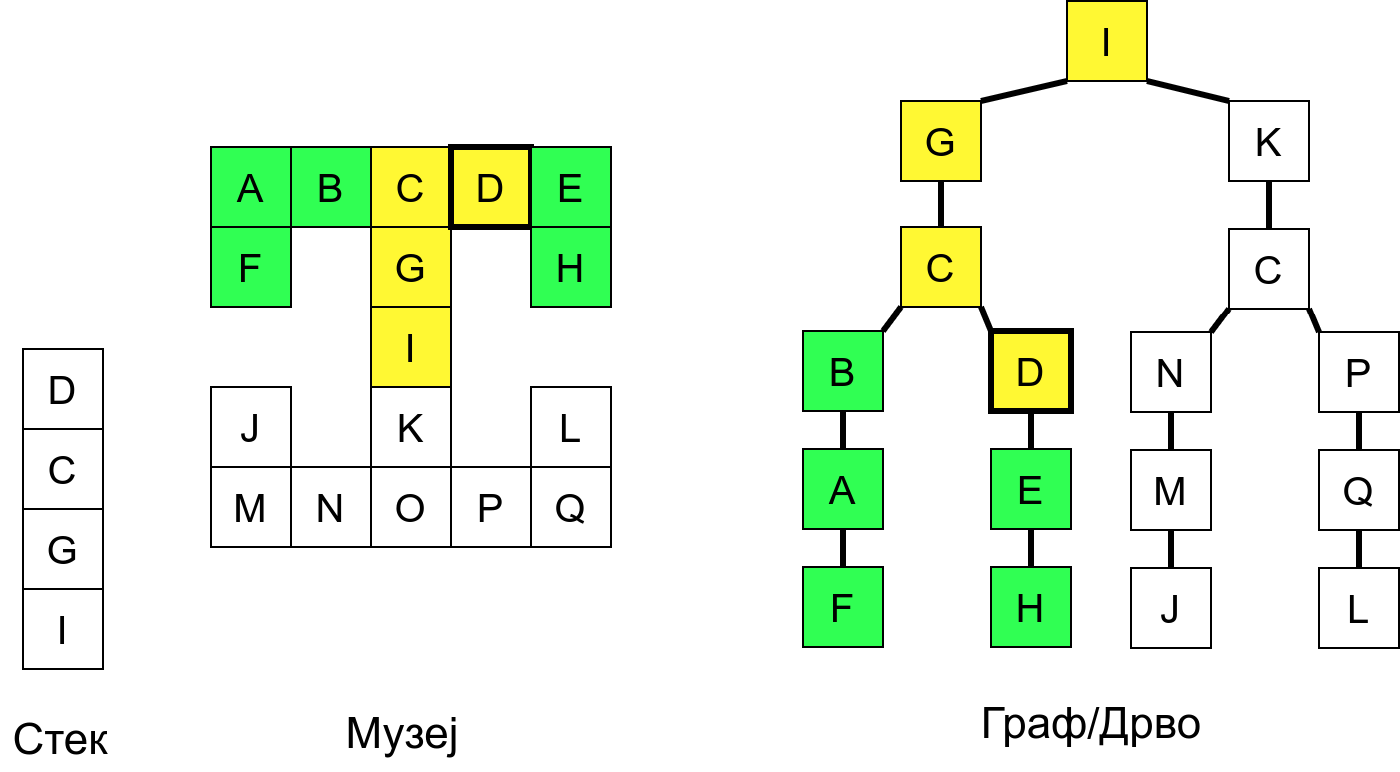 D
C
G
I
Стек
A B C D E
F G H
I
J K L
M N O P Q
Музеј
I
G K
C C
B D N P
A E M Q
F H J L
Граф/Дрво